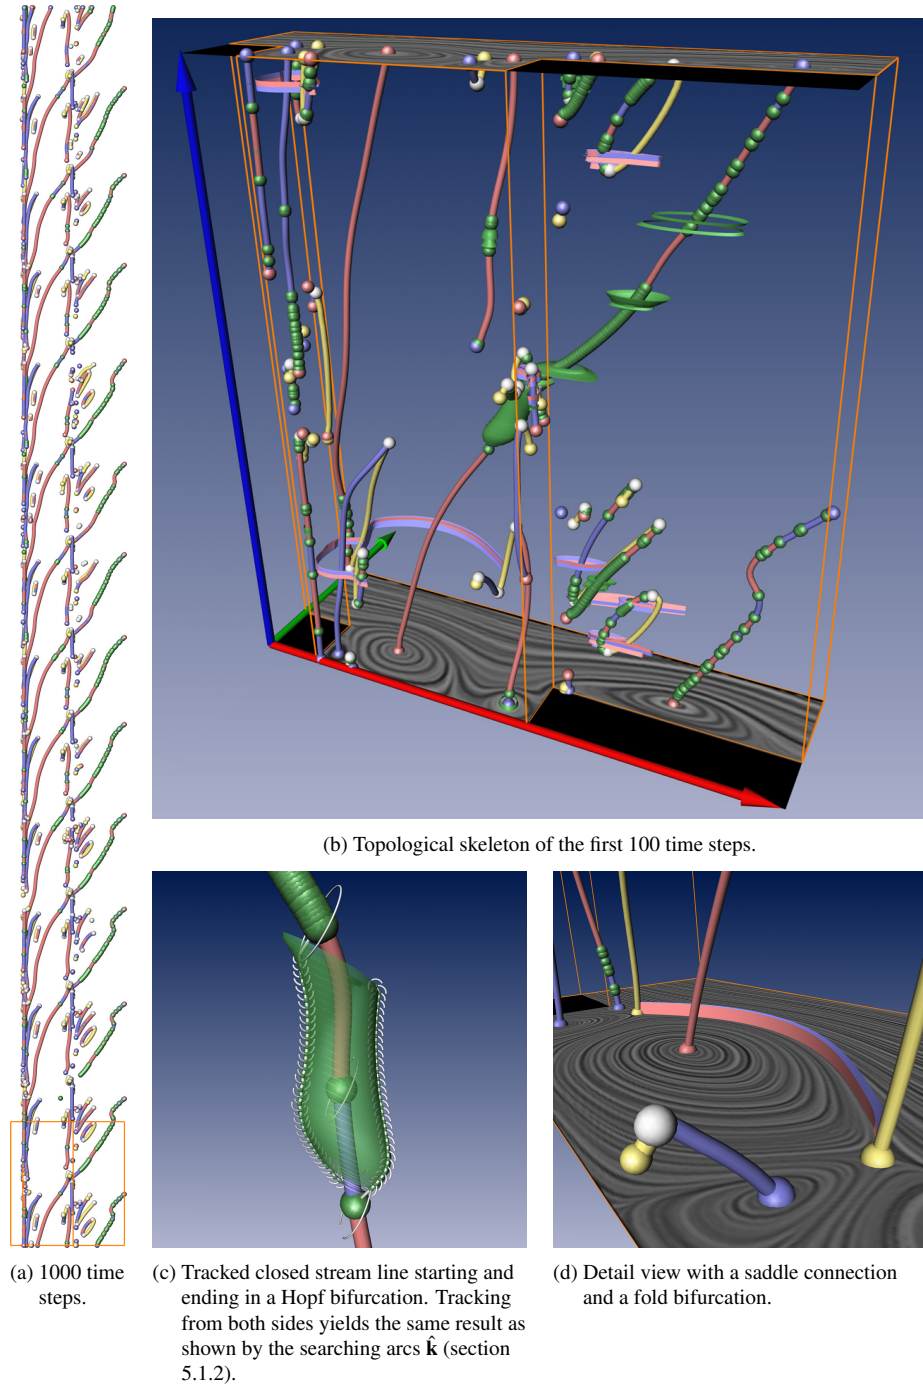 (b) Topological skeleton of the first 100 time steps.
(a) 1000 time
steps.
(c) Tracked closed stream line starting and
ending in a Hopf bifurcation. Tracking
from both sides yields the same result as
shown by the searching arcs k̂ (section
5.1.2).
(d) Detail view with a saddle connection
and a fold bifurcation.